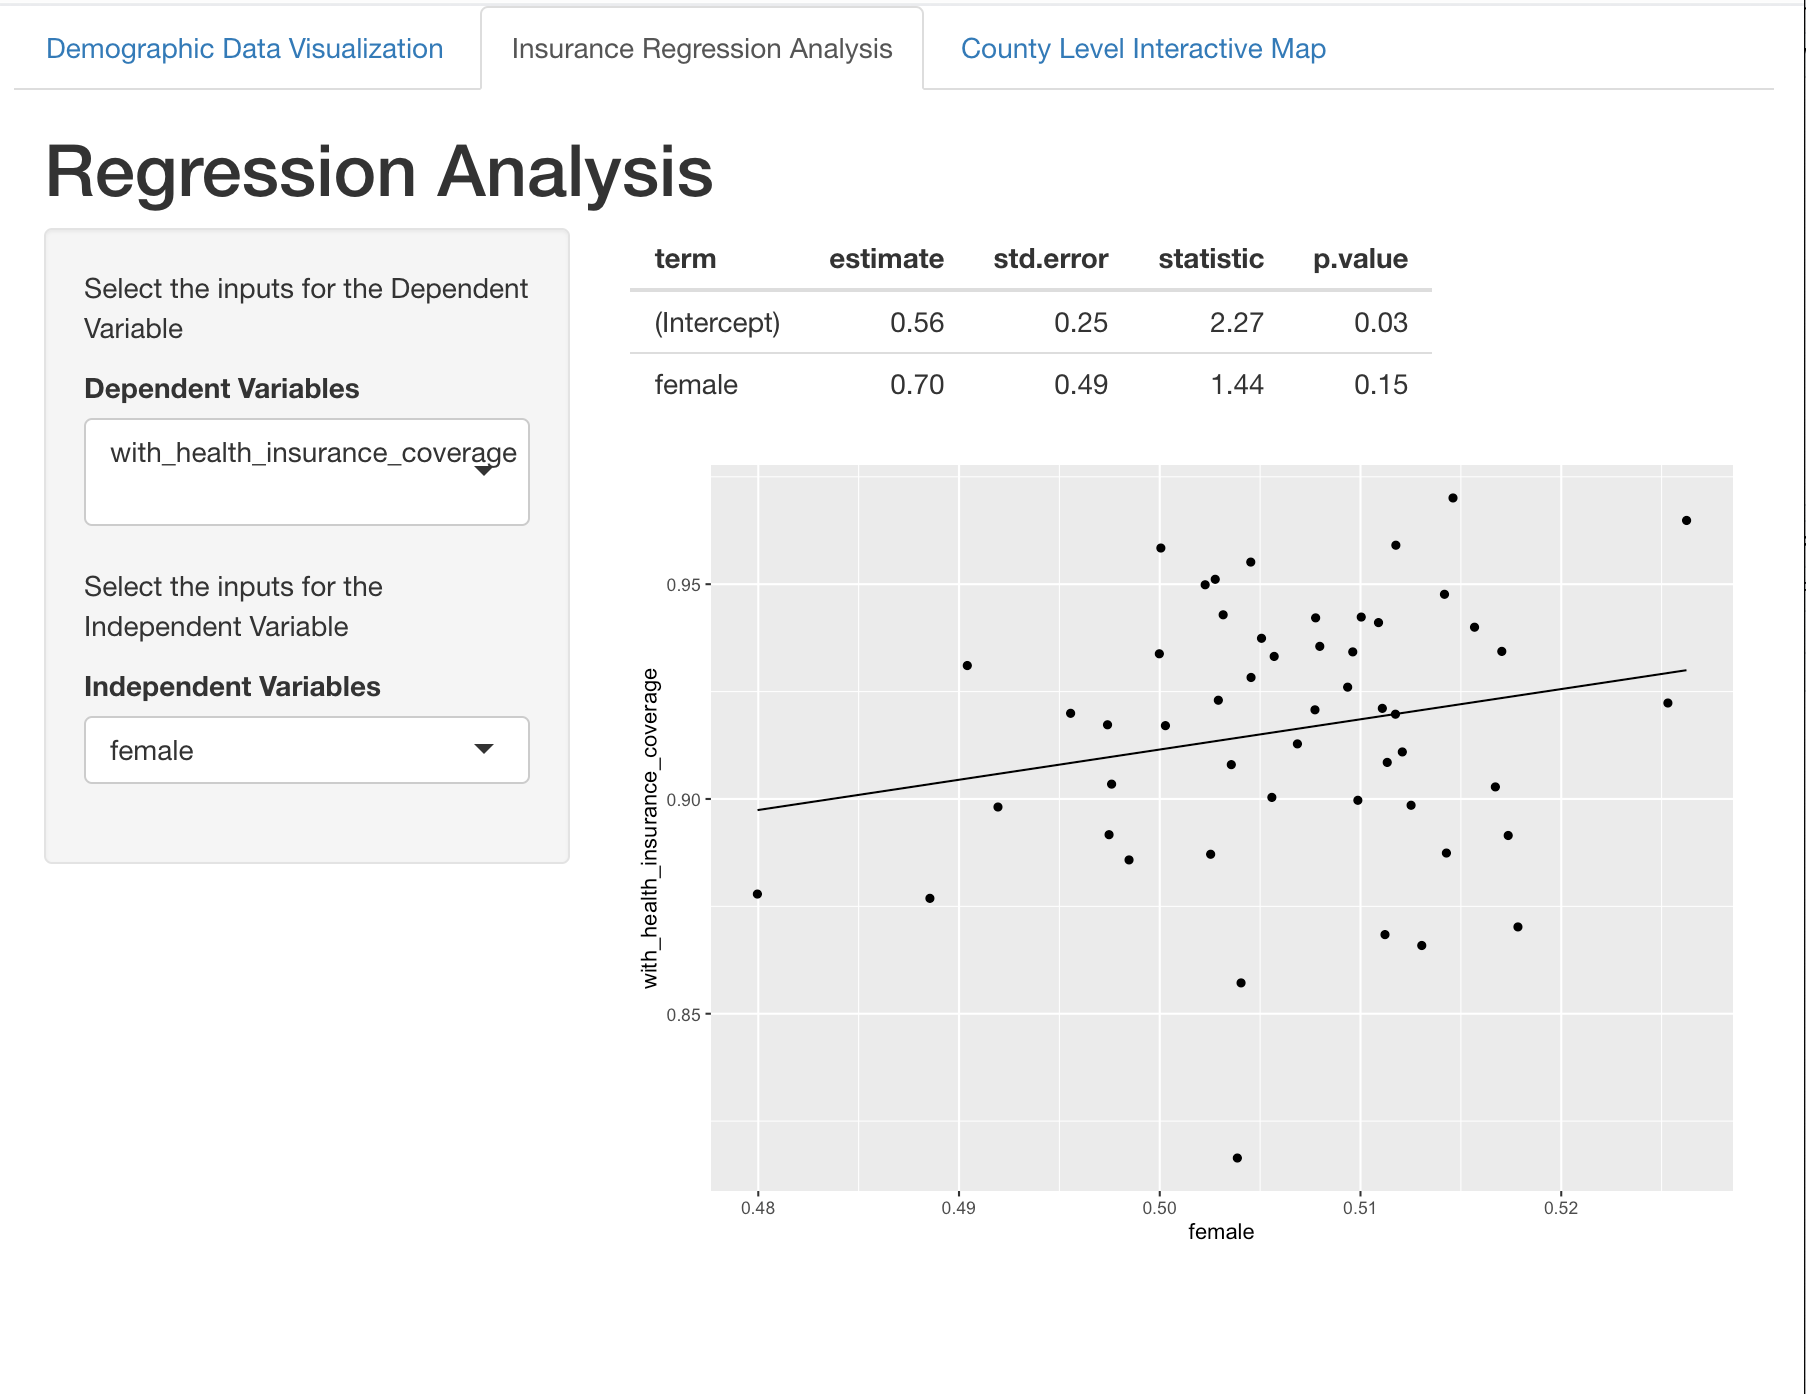 Demographic Data Visualization
Insurance Regression Analysis
County Level Interactive Map
Regression Analysis
Select the inputs for the Dependent
Variable
Dependent Variables
with_health_insurance_coverage
Select the inputs for the
Independent Variable
Independent Variables
female
term estimate std.error statistic p.value
(Intercept) 0.56 0.25 2.27 0.03
female 0.70 0.49 1.44 0.15
with_health_insurance_coverage
0.95
0.90
0.85
0.48 0.49 0.50 0.51 0.52
female